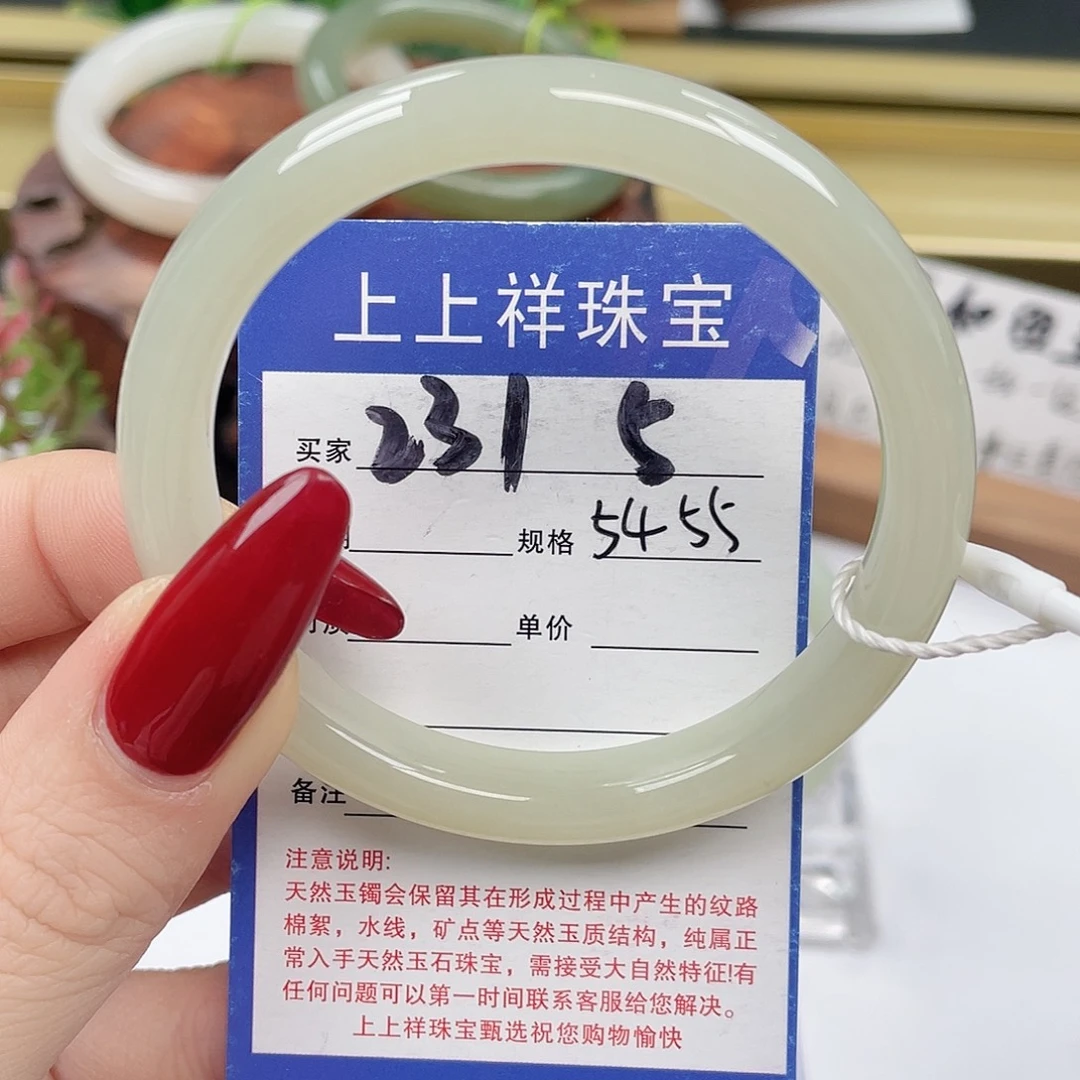 上上祥珠宝
买家 231 5
规格 54 55
单价
备注
注意说明:
天然玉镯会保留其在形成过程中产生的纹路
棉絮，水线，矿点等天然玉质结构，纯属正
常入手天然玉石珠宝，需接受大自然特征!有
任何问题可以第一时间联系客服给您解决。
上上祥珠宝甄选祝您购物愉快